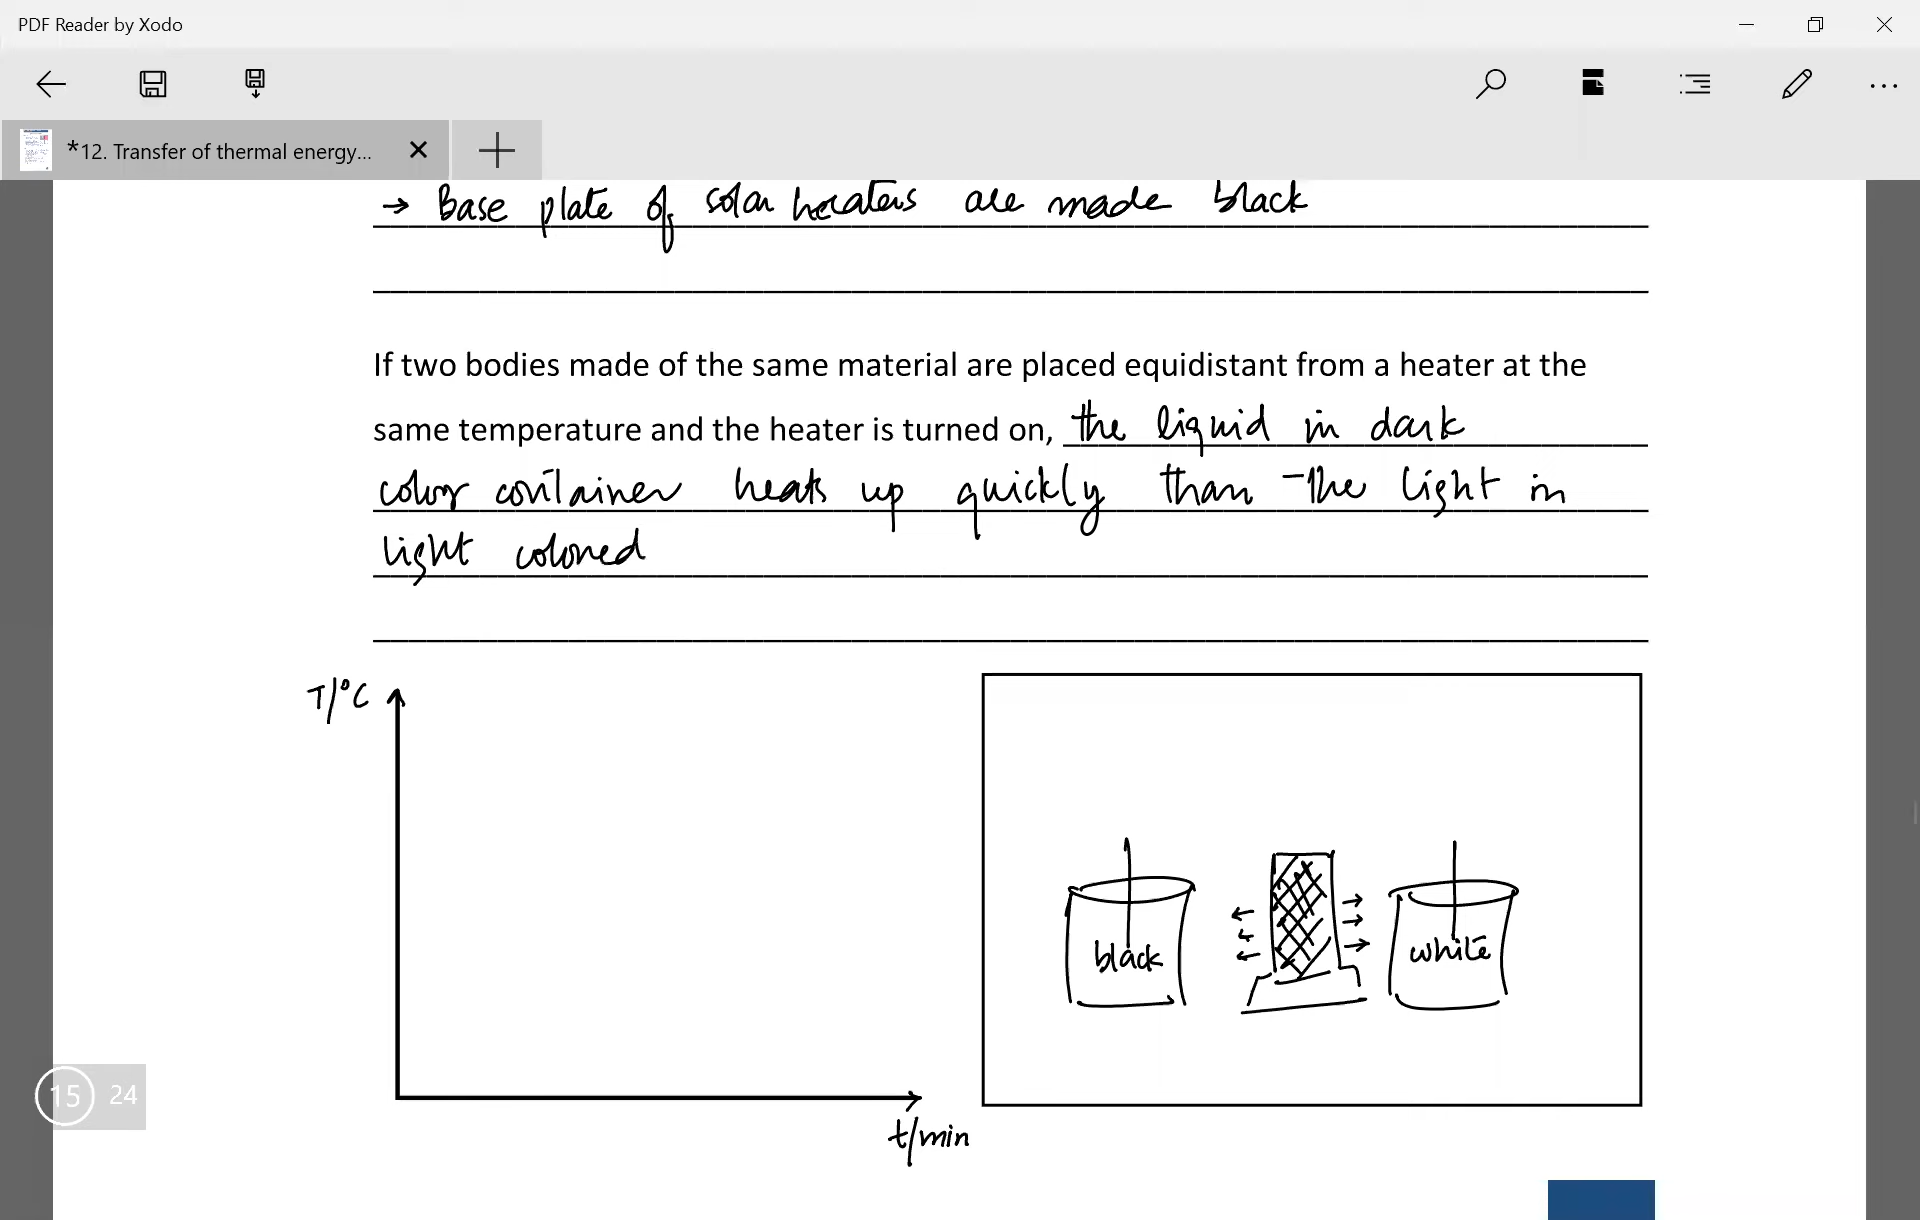 PDF Reader by Xodo
*12. Transfer of thermal energy...
→ Base plate of solar heaters are made black
If two bodies made of the same material are placed equidistant from a heater at the
same temperature and the heater is turned on, the liquid in dark
color container heats up quickly than the light in
light colored
T/°C
black
white
15 24
t/min